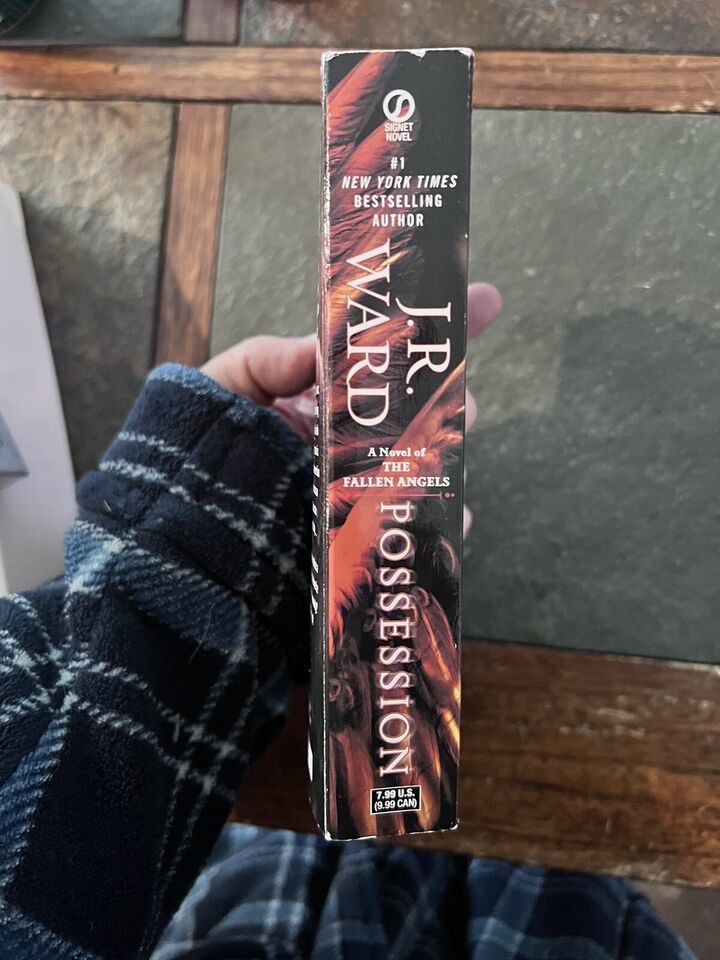 SIGNET
NOVEL
#1
NEW YORK TIMES
BESTSELLING
AUTHOR
J.R.
WARD
A Novel of
THE
FALLEN ANGELS
POSSESSION
7.99 U.S.
(9.99 CAN)